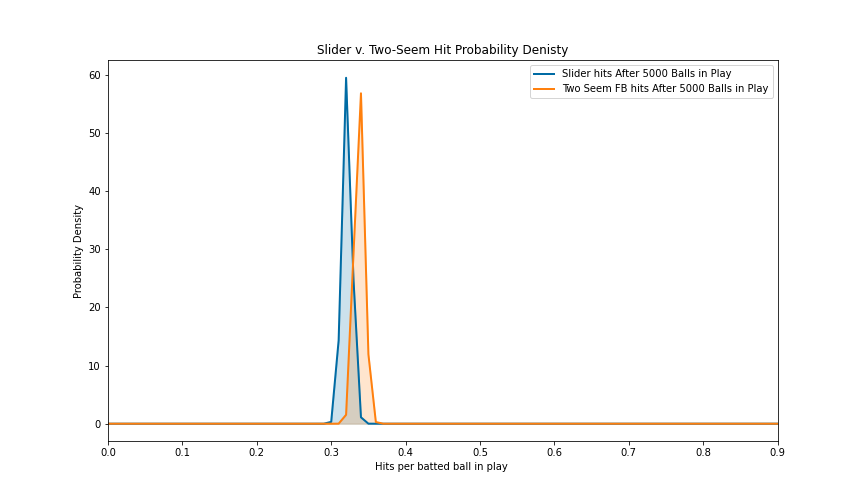 Slider v. Two-Seem Hit Probability Denisty
Slider hits After 5000 Balls in Play
Two Seem FB hits After 5000 Balls in Play
Probability Density
60
50
40
30
20
10
0
0.0 0.1 0.2 0.3 0.4 0.5 0.6 0.7 0.8 0.9
Hits per batted ball in play